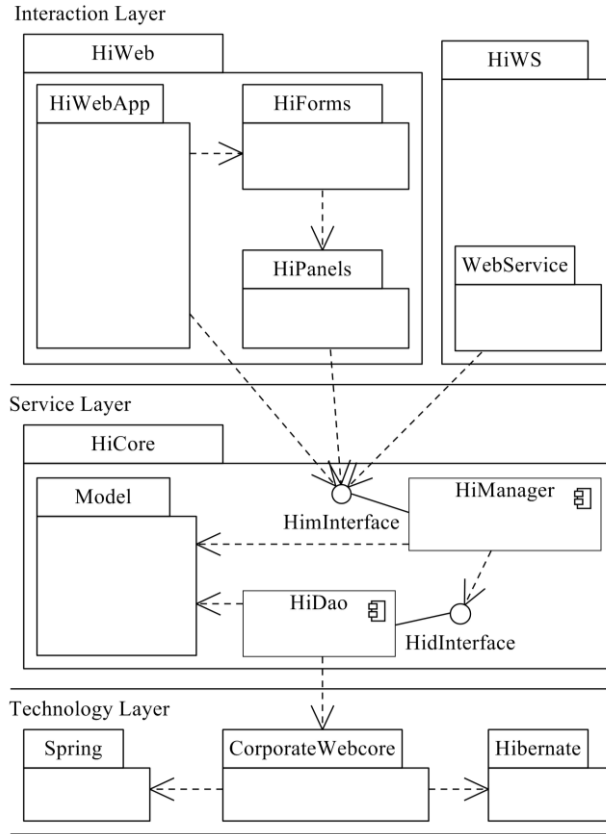 Interaction Layer
HiWeb
HiWS
HiWebApp
HiForms
HiPanels
WebService
Service Layer
HiCore
Model
HiManager
HimInterface
HiDao
HidInterface
Technology Layer
Spring
CorporateWebcore
Hibernate